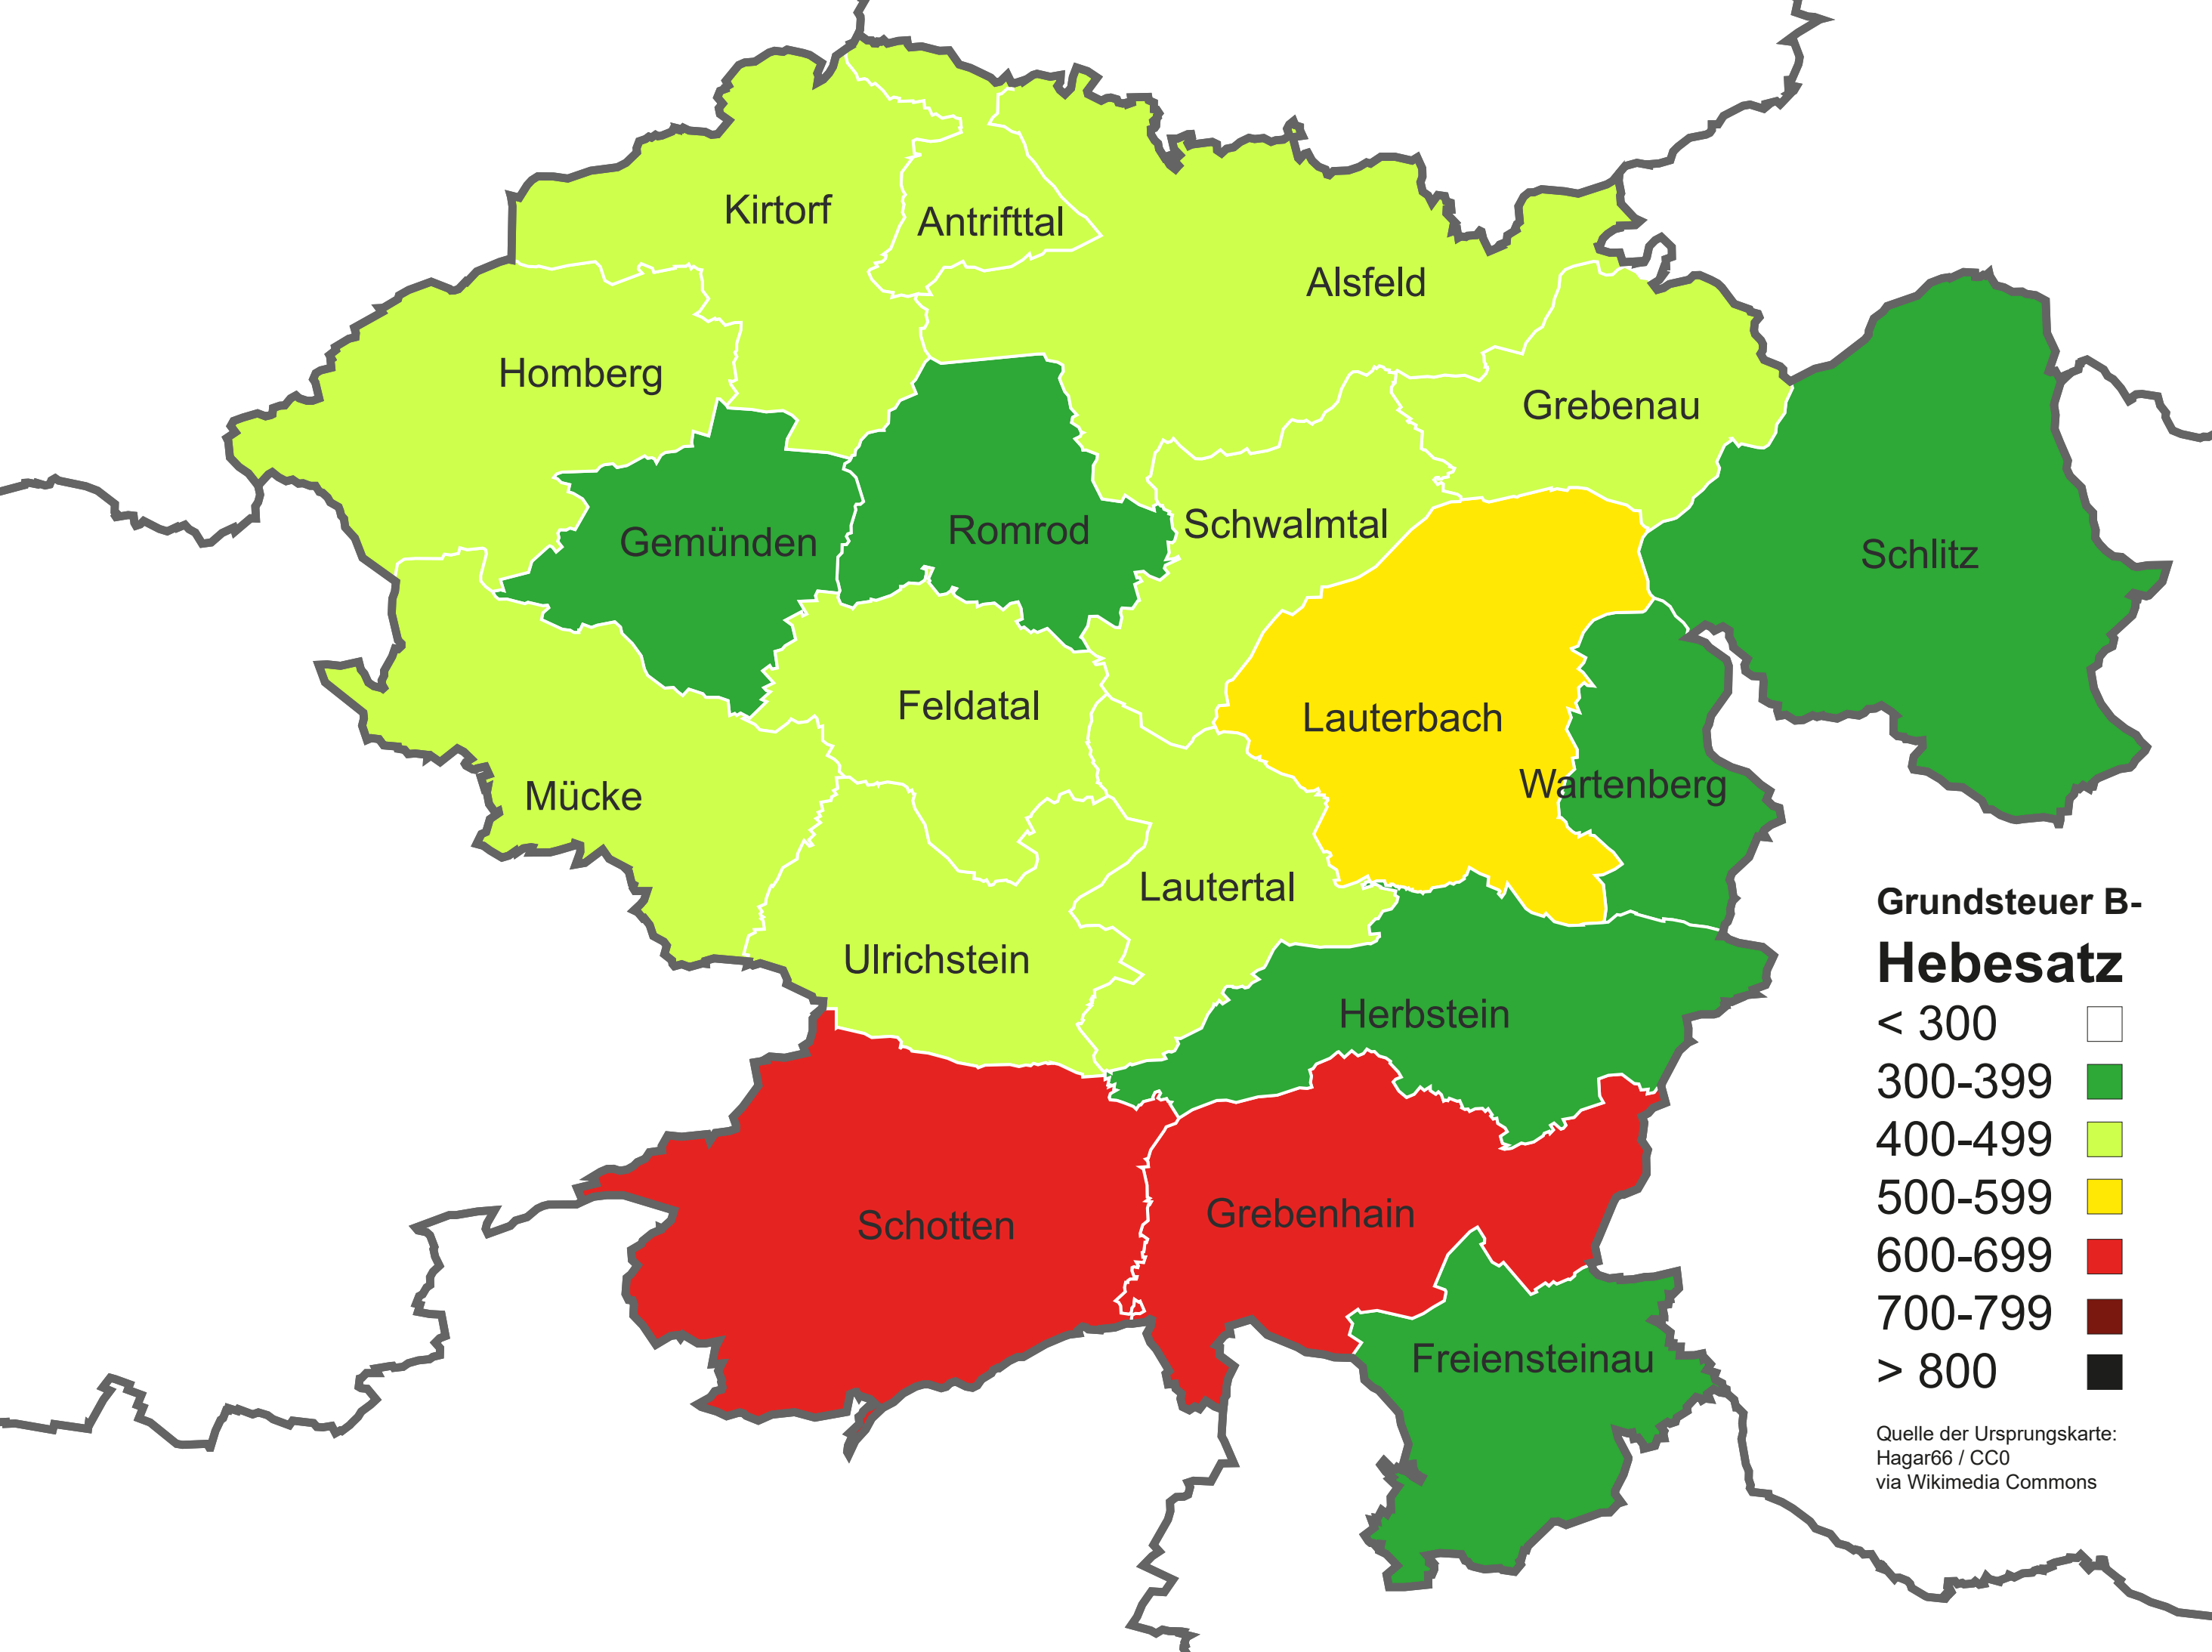 Kirtorf
Antrifttal
Alsfeld
Homberg
Grebenau
Gemünden
Romrod
Schwalmtal
Schlitz
Feldatal
Lauterbach
Wartenberg
Mücke
Lautertal
Ulrichstein
Herbstein
Schotten
Grebenhain
Freiensteinau
Grundsteuer B-
Hebesatz
< 300
300-399
400-499
500-599
600-699
700-799
> 800
Quelle der Ursprungskarte:
Hagar66 / CC0
via Wikimedia Commons